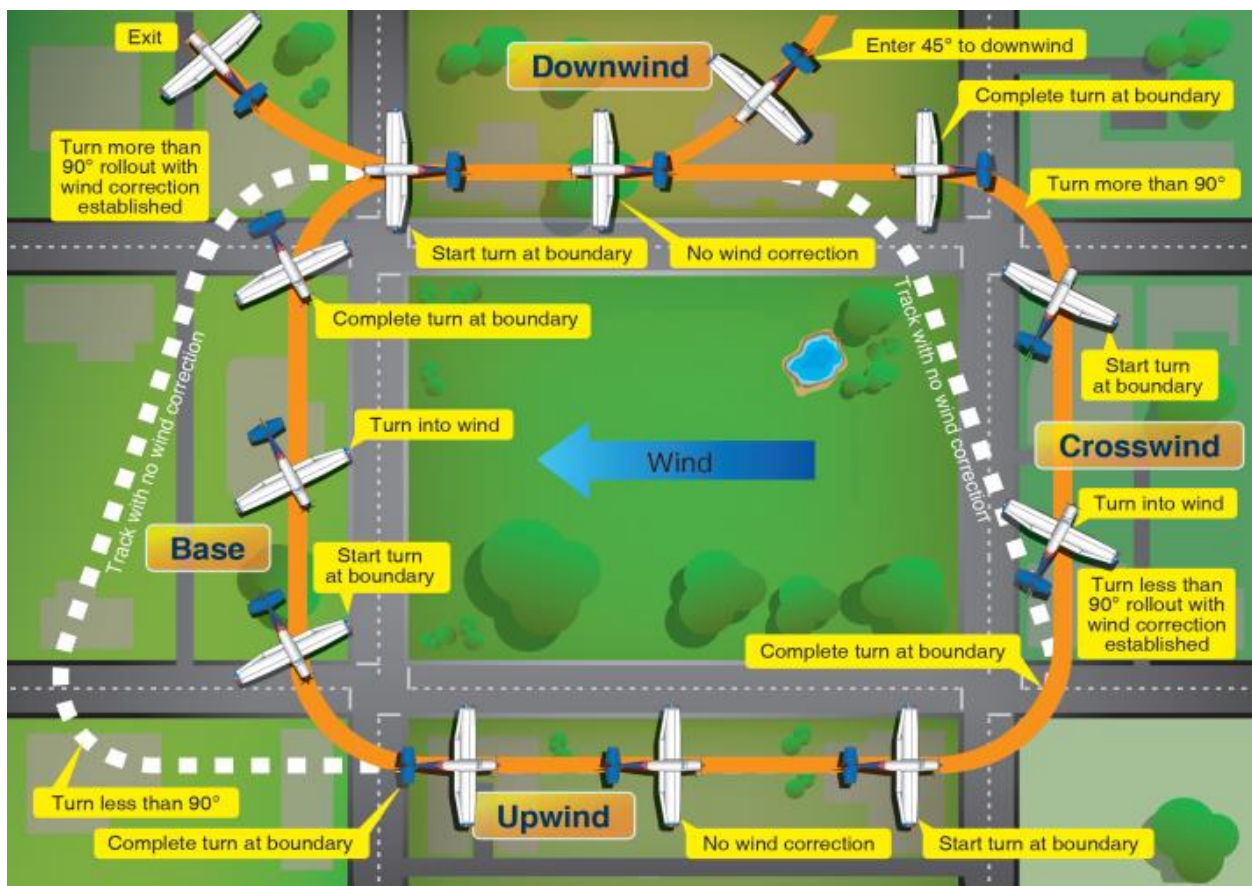 Exit
Downwind
Enter 45° to downwind
Complete turn at boundary
Turn more than
90° rollout with
wind correction
established
Turn more than 90°
Start turn at boundary
No wind correction
Complete turn at boundary
Track with no wind correction
Track with no wind correction
Start turn
at boundary
Turn into wind
Wind
Crosswind
Turn into wind
Base
Start turn
at boundary
Turn less than
90° rollout with
wind correction
established
Complete turn at boundary
Turn less than 90°
Upwind
Complete turn at boundary
No wind correction
Start turn at boundary